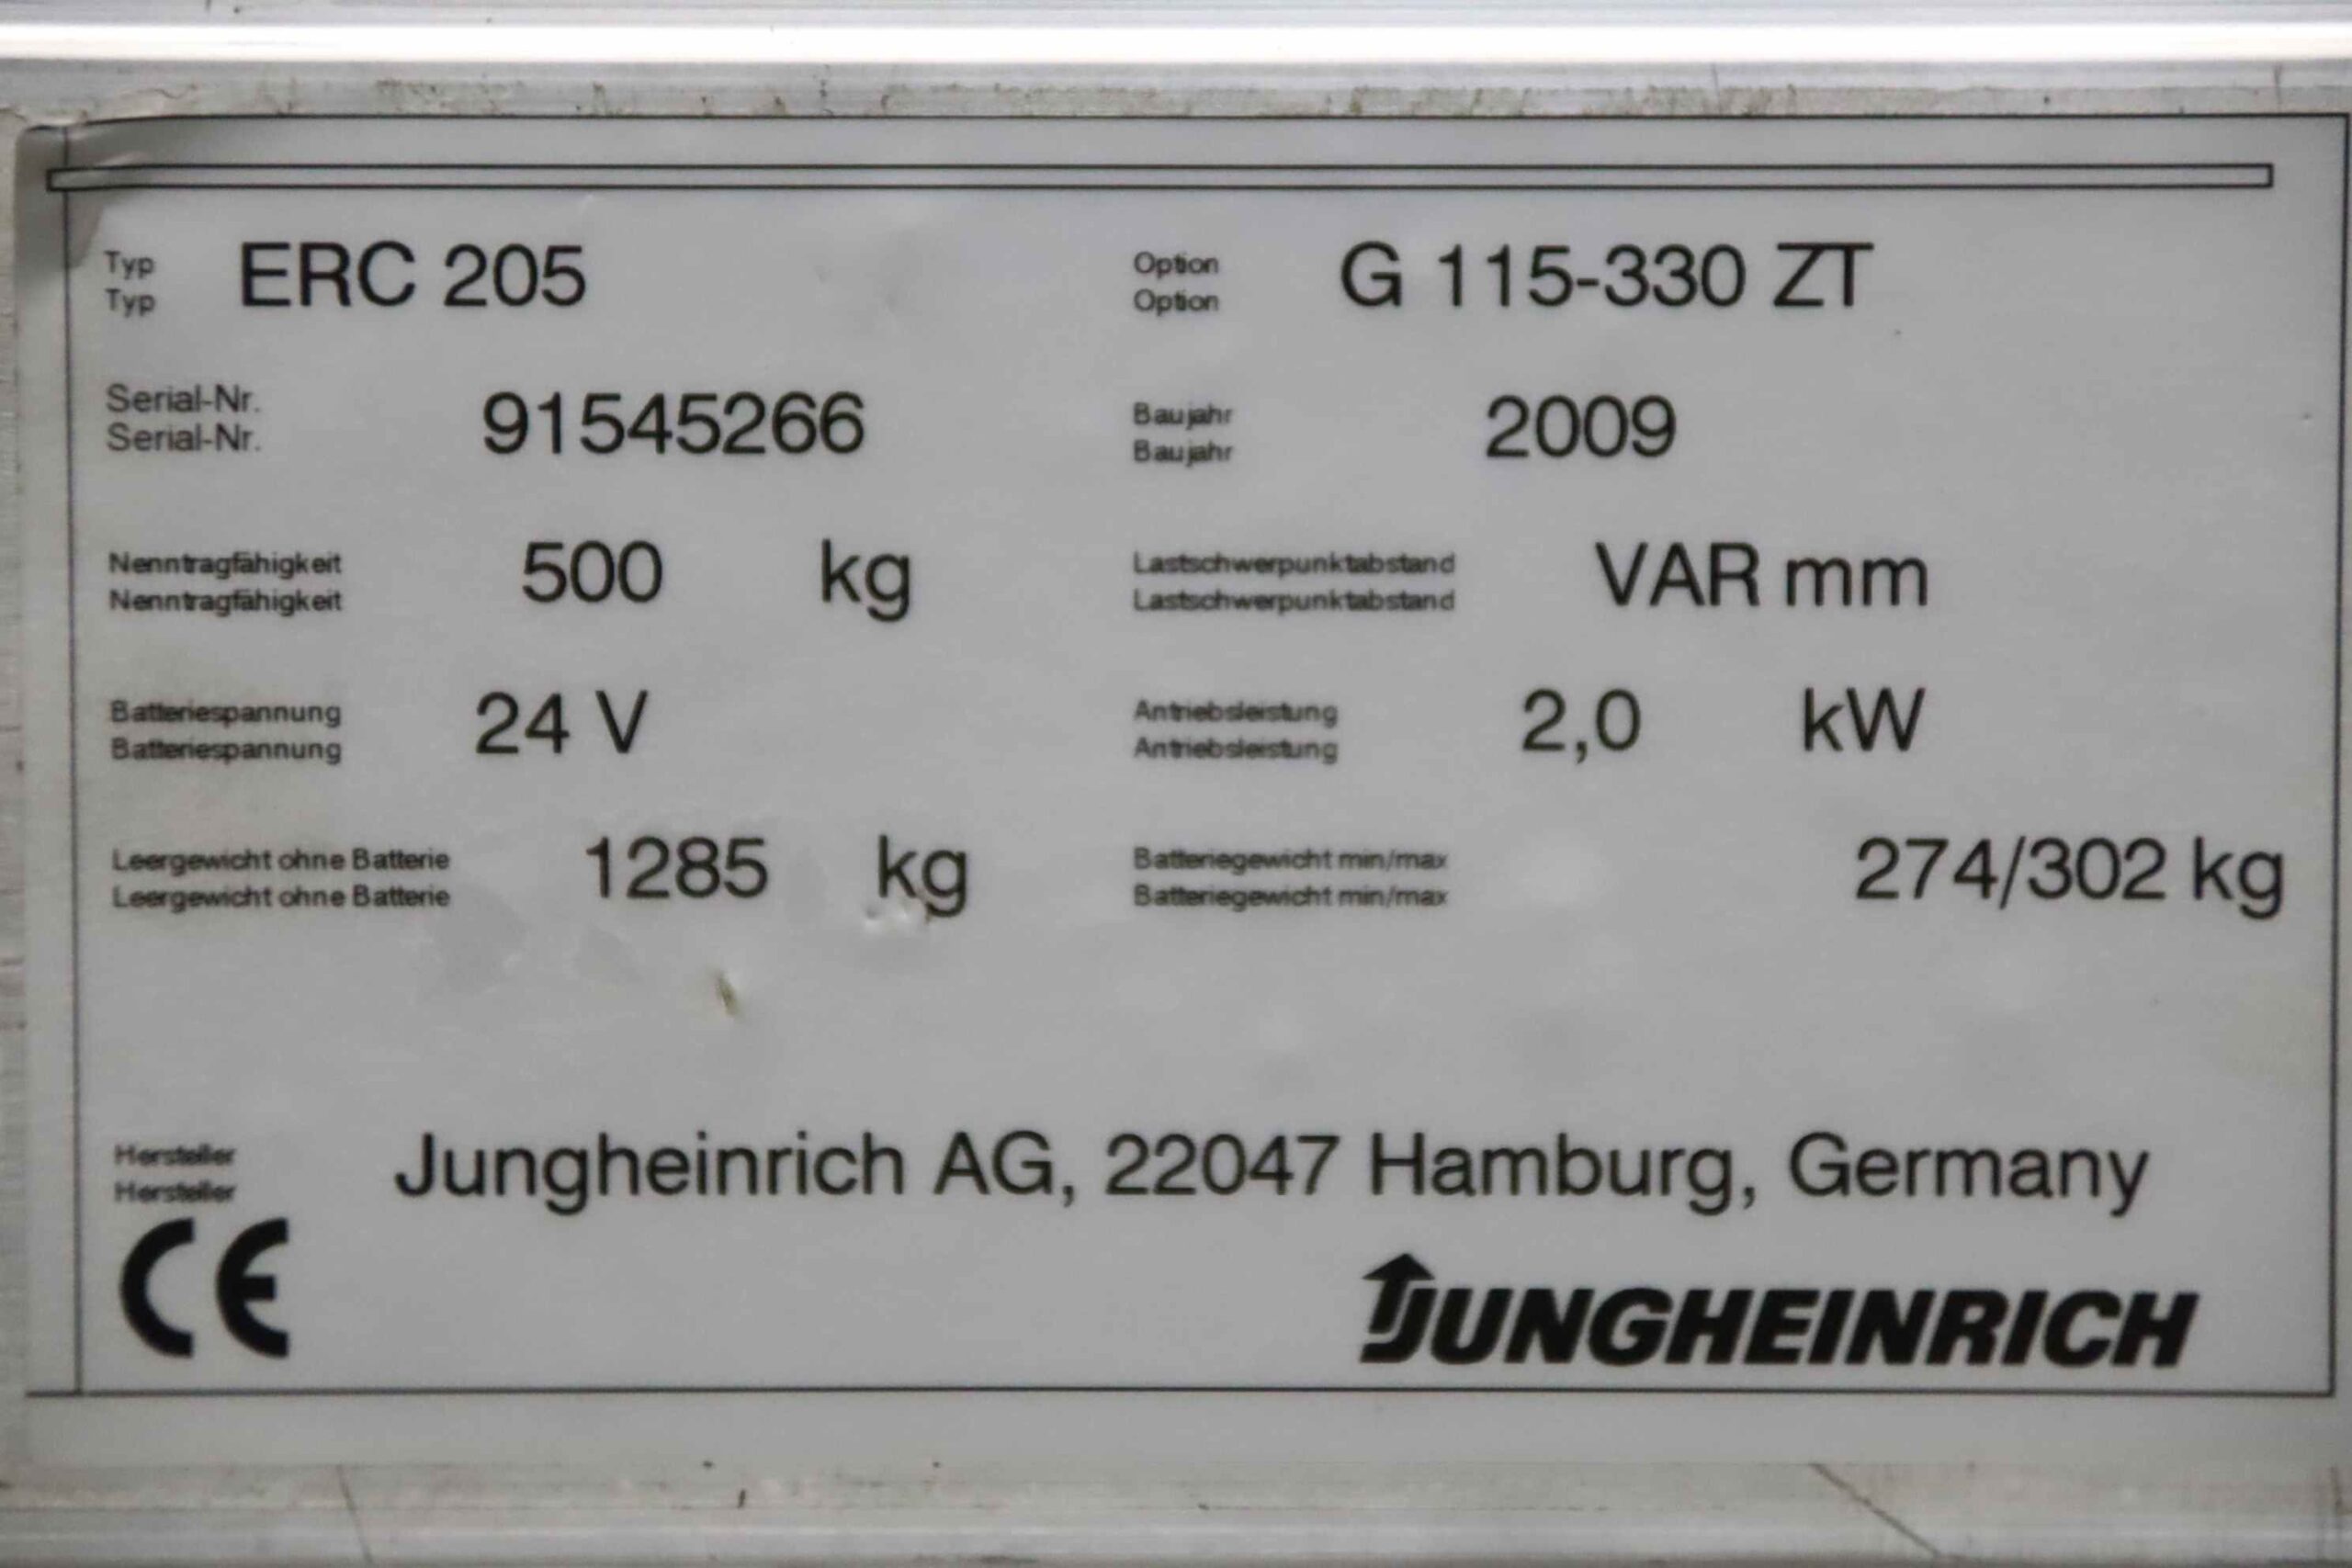 Typ ERC 205 Option G 115-330 ZT
Typ Option
Serial-Nr. 91545266 Baujahr 2009
Serial-Nr. Baujahr
Nenntragfähigkeit 500 kg Lastschwerpunktabstand VAR mm
Nenntragfähigkeit Lastschwerpunktabstand
Batteriespannung 24 V Antriebsleistung 2,0 kW
Batteriespannung Antriebsleistung
Leergewicht ohne Batterie 1285 kg Batteriegewicht min/max 274/302 kg
Leergewicht ohne Batterie Batteriegewicht min/max
Hersteller Jungheinrich AG, 22047 Hamburg, Germany
Hersteller
CE JUNGHEINRICH